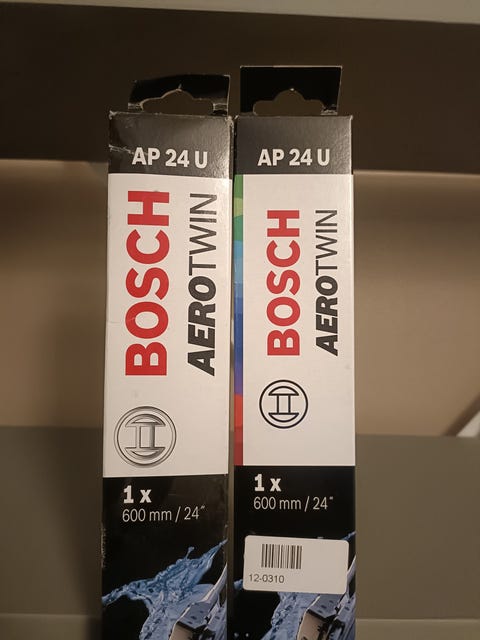 AP 24 U
BOSCH
AEROTWIN
1 x
600 mm / 24"
AP 24 U
BOSCH
AEROTWIN
1 x
600 mm / 24"
12-0310